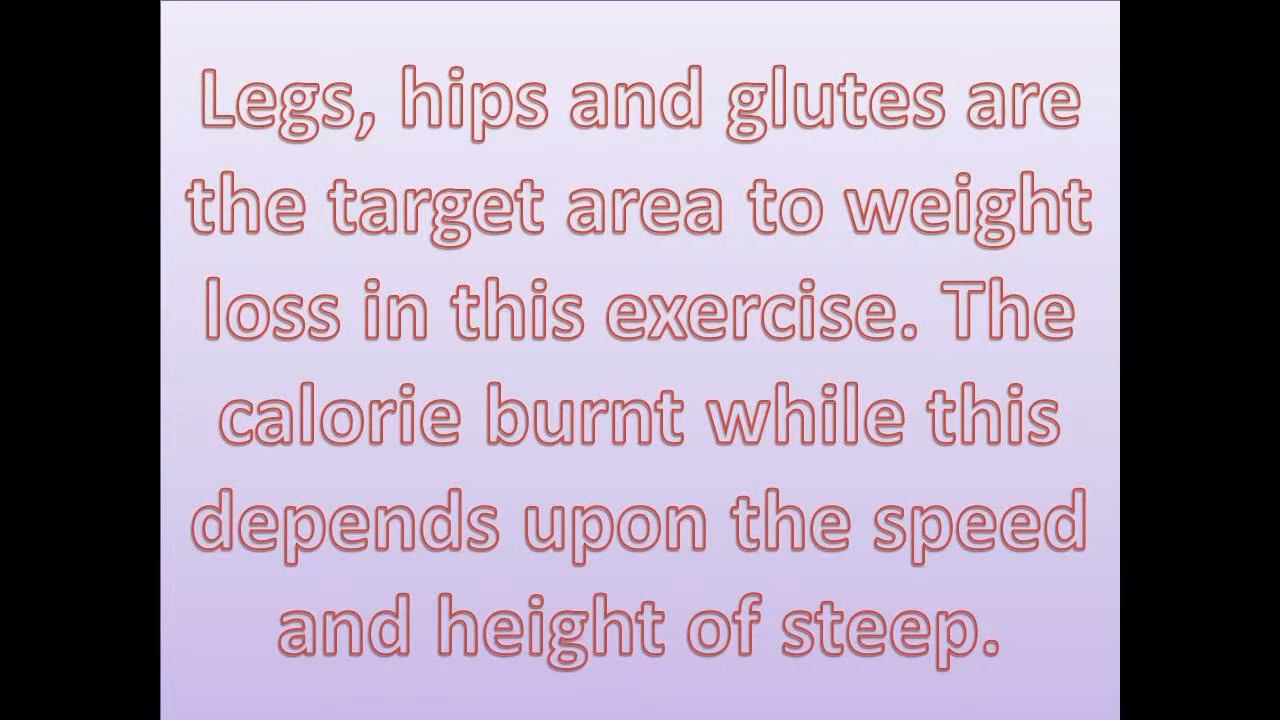 Legs, hips and glutes are
the target area to weight
loss in this exercise. The
calorie burnt while this
depends upon the speed
and height of steep.